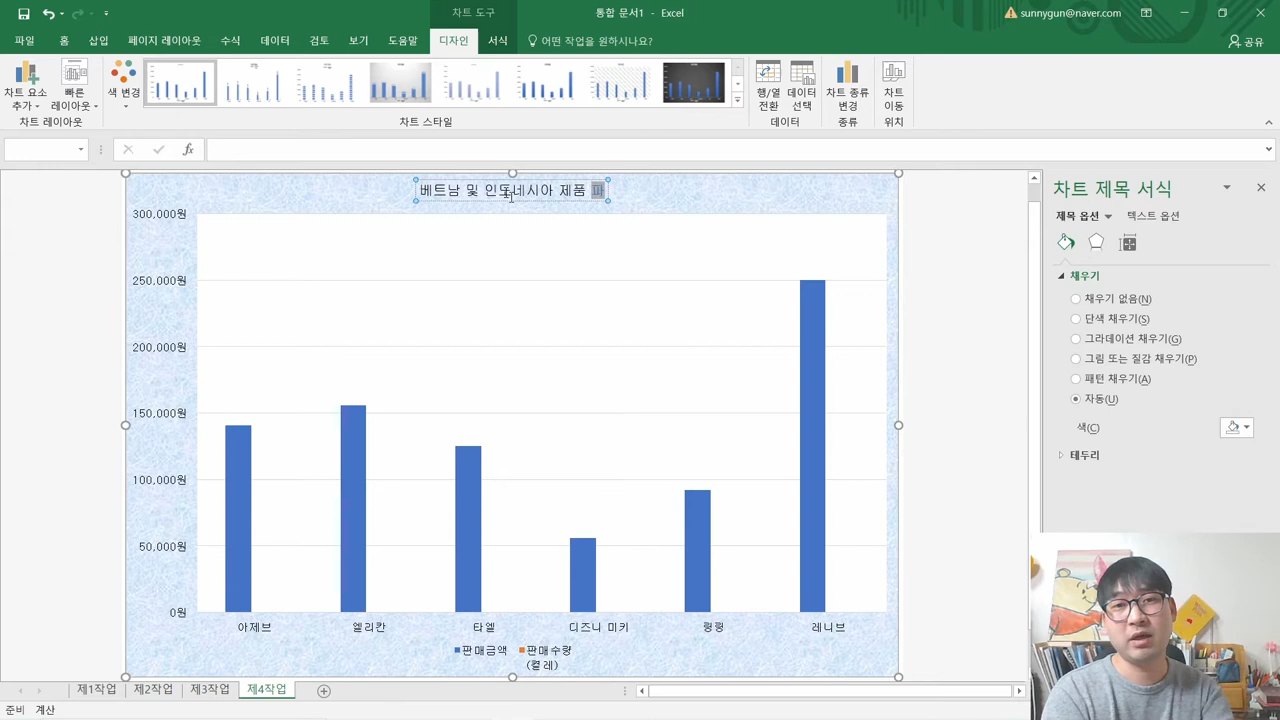 차트 도구
통합 문서1 - Excel
sunnygun@naver.com
파일 홈 삽입 페이지 레이아웃 수식 데이터 검토 보기 도움말 디자인 서식 어떤 작업을 원하시나요? 공유
차트 요소 추가
빠른 레이아웃
색 변경
행/열 전환
데이터 선택
차트 종류 변경
차트 이동
차트 레이아웃
차트 스타일
데이터
종류
위치
fx
베트남 및 인도네시아 제품
300,000원
250,000원
200,000원
150,000원
100,000원
50,000원
0원
아제브 엘리칸 타엘 디즈니 미키 링링 레니브
판매금액 판매수량
(켤레)
차트 제목 서식
제목 옵션 텍스트 옵션
채우기
채우기 없음(N)
단색 채우기(S)
그라데이션 채우기(G)
그림 또는 질감 채우기(P)
패턴 채우기(A)
자동(U)
색(C)
테두리
제1작업 제2작업 제3작업 제4작업
준비 계산